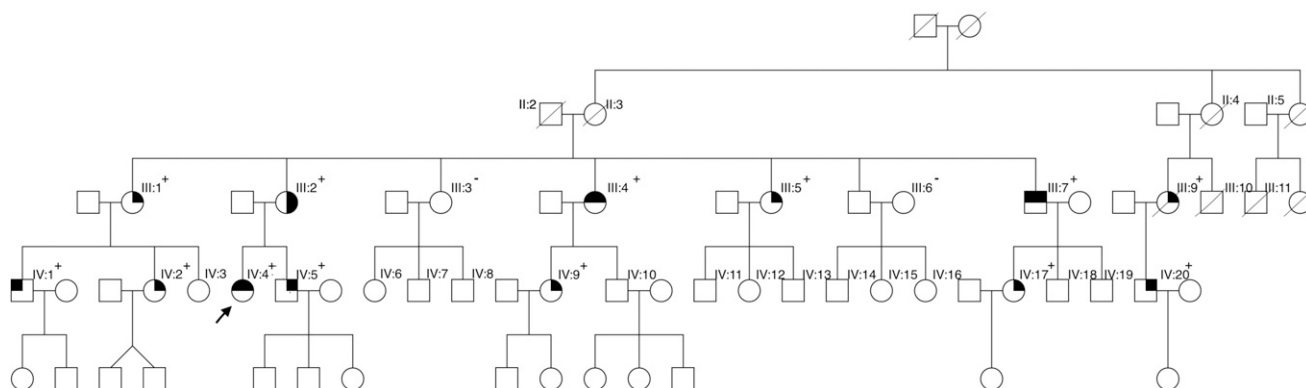 II:2 II:3 II:4 II:5
III:1 + III:2 + III:3 - III:4 + III:5 + III:6 - III:7 + III:9 + III:10 III:11
IV:1 + IV:2 + IV:3 IV:4 + IV:5 + IV:6 IV:7 IV:8 IV:9 + IV:10 IV:11 IV:12 IV:13 IV:14 IV:15 IV:16 IV:17 + IV:18 IV:19 IV:20 +